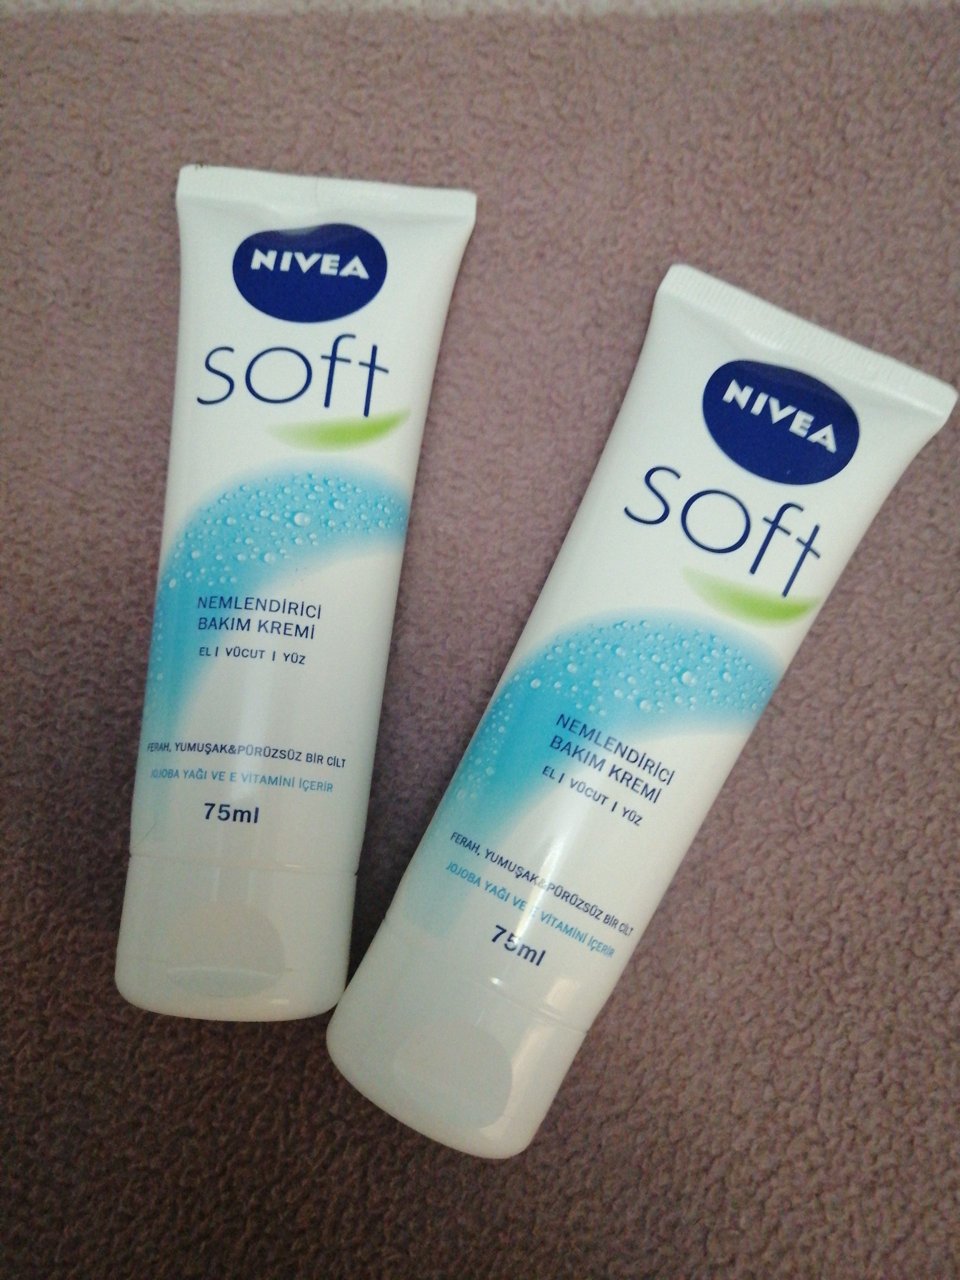 NIVEA
soft
NEMLENDİRİCİ
BAKIM KREMİ
EL | VÜCUT | YÜZ
FERAH, YUMUŞAK&PÜRÜZSÜZ BİR CİLT
JOJOBA YAĞI VE E VİTAMİNİ İÇERİR
75ml
NIVEA
soft
NEMLENDİRİCİ
BAKIM KREMİ
EL | VÜCUT | YÜZ
FERAH, YUMUŞAK&PÜRÜZSÜZ BİR CİLT
JOJOBA YAĞI VE E VİTAMİNİ İÇERİR
75ml